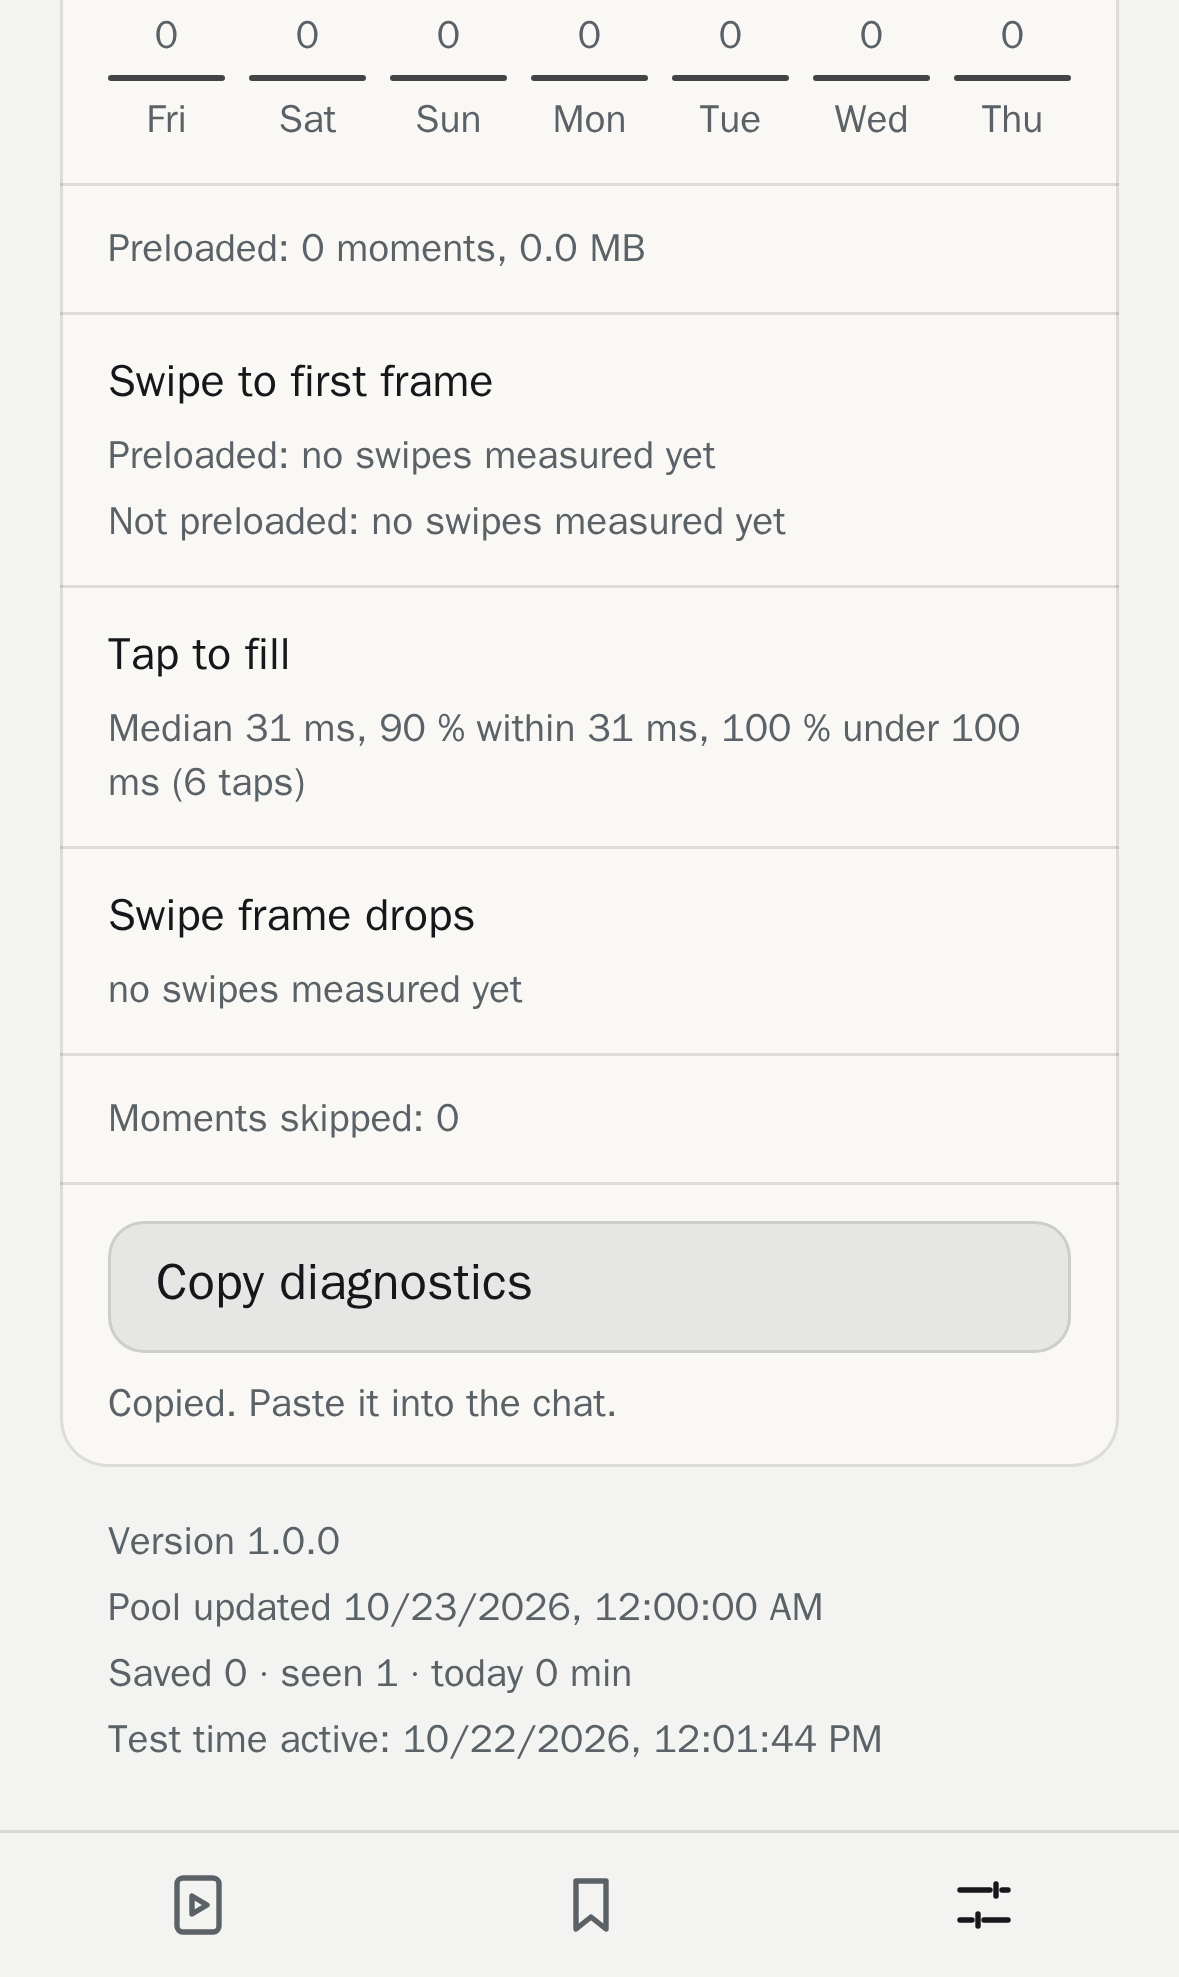 0 0 0 0 0 0 0
Fri Sat Sun Mon Tue Wed Thu
Preloaded: 0 moments, 0.0 MB
Swipe to first frame
Preloaded: no swipes measured yet
Not preloaded: no swipes measured yet
Tap to fill
Median 31 ms, 90 % within 31 ms, 100 % under 100
ms (6 taps)
Swipe frame drops
no swipes measured yet
Moments skipped: 0
Copy diagnostics
Copied. Paste it into the chat.
Version 1.0.0
Pool updated 10/23/2026, 12:00:00 AM
Saved 0 · seen 1 · today 0 min
Test time active: 10/22/2026, 12:01:44 PM